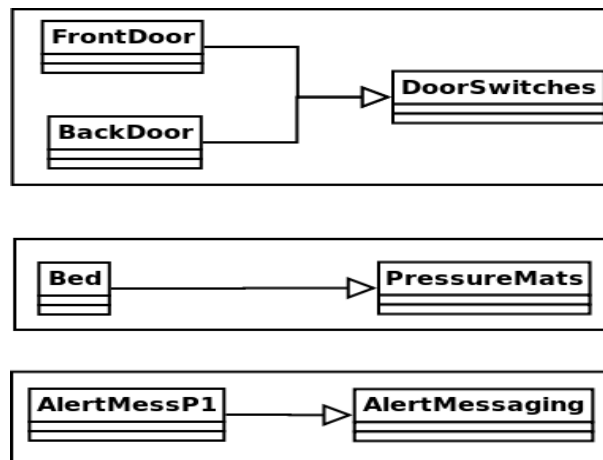 FrontDoor
DoorSwitches
BackDoor
Bed
PressureMats
AlertMessP1
AlertMessaging